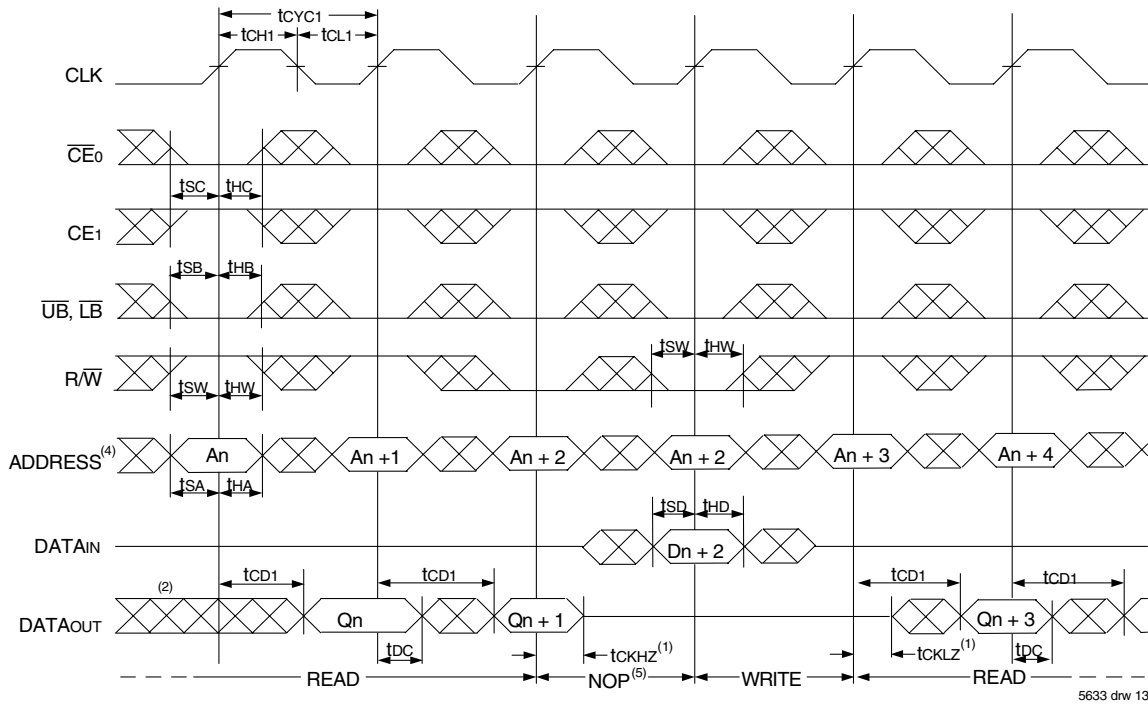 tCYC1
tCH1 tCL1
CLK
CE0
tSC tHC
CE1
tSB tHB
UB, LB
tSW tHW
R/W
tSW tHW
ADDRESS(4) An An +1 An + 2 An + 2 An + 3 An + 4
tSA tHA
tSD tHD
DATAIN Dn + 2
(2) tCD1 tCD1 tCD1 tCD1
DATAOUT Qn Qn + 1 Qn + 3
tDC tCKHZ(1) tCKLZ(1) tDC
READ NOP(5) WRITE READ
5633 drw 13